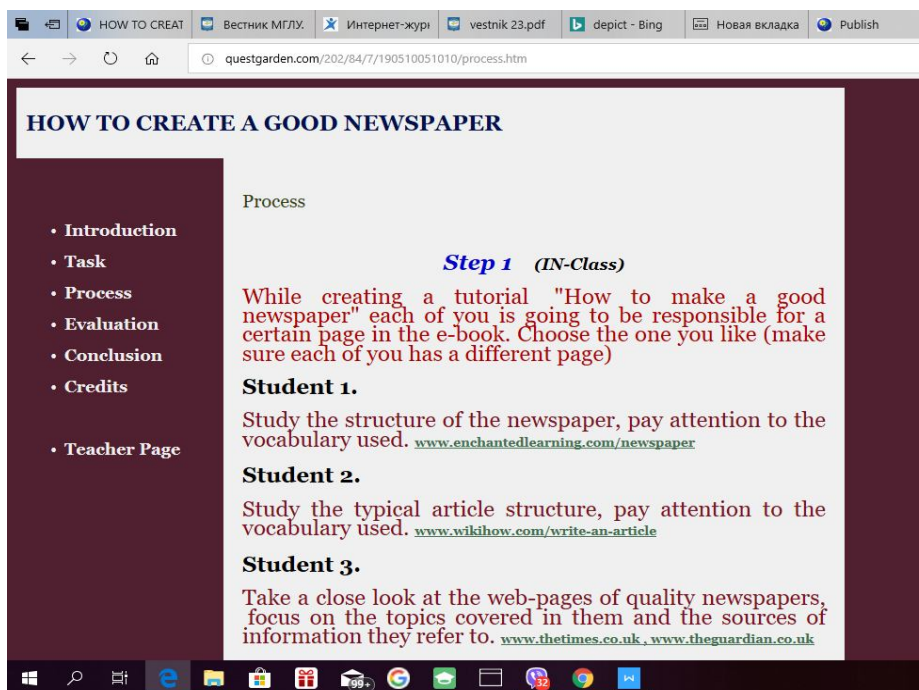 HOW TO CREAT
Вестник МГЛУ.
Интернет-журн
vestnik 23.pdf
depict - Bing
Новая вкладка
Publish
questgarden.com/202/84/7/190510051010/process.htm
HOW TO CREATE A GOOD NEWSPAPER
• Introduction
• Task
• Process
• Evaluation
• Conclusion
• Credits
• Teacher Page
Process
Step 1 (IN-Class)
While creating a tutorial "How to make a good
newspaper" each of you is going to be responsible for a
certain page in the e-book. Choose the one you like (make
sure each of you has a different page)
Student 1.
Study the structure of the newspaper, pay attention to the
vocabulary used. www.enchantedlearning.com/newspaper
Student 2.
Study the typical article structure, pay attention to the
vocabulary used. www.wikihow.com/write-an-article
Student 3.
Take a close look at the web-pages of quality newspapers,
focus on the topics covered in them and the sources of
information they refer to. www.thetimes.co.uk , www.theguardian.co.uk
99+
32